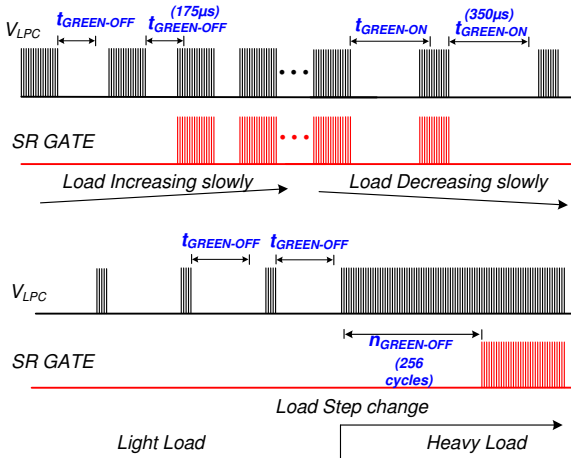 (175µs)
(350µs)
VLPC
tGREEN-OFF
tGREEN-OFF
tGREEN-ON
tGREEN-ON
SR GATE
Load Increasing slowly
Load Decreasing slowly
tGREEN-OFF
tGREEN-OFF
VLPC
nGREEN-OFF
(256
cycles)
SR GATE
Load Step change
Light Load
Heavy Load